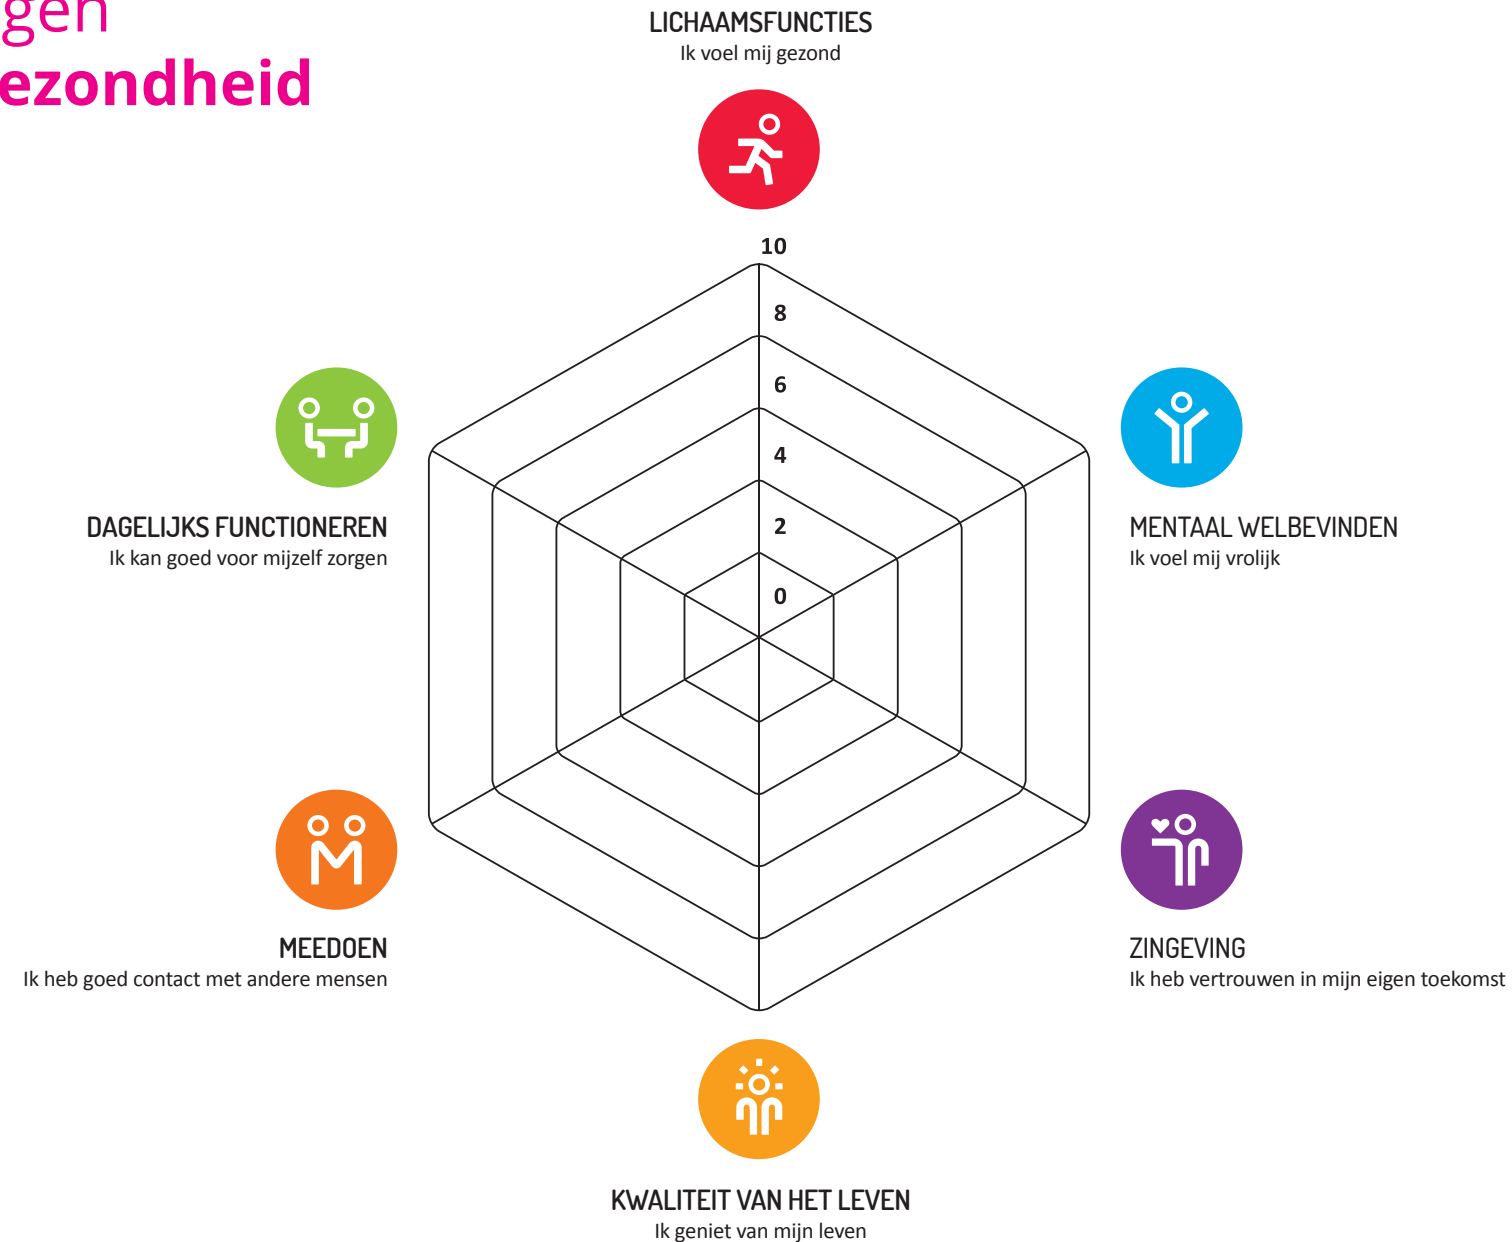 gen
ezondheid
LICHAAMSFUNCTIES
Ik voel mij gezond
10
8
6
4
2
0
DAGELIJKS FUNCTIONEREN
Ik kan goed voor mijzelf zorgen
MENTAAL WELBEVINDEN
Ik voel mij vrolijk
MEEDOEN
Ik heb goed contact met andere mensen
ZINGEVING
Ik heb vertrouwen in mijn eigen toekomst
KWALITEIT VAN HET LEVEN
Ik geniet van mijn leven